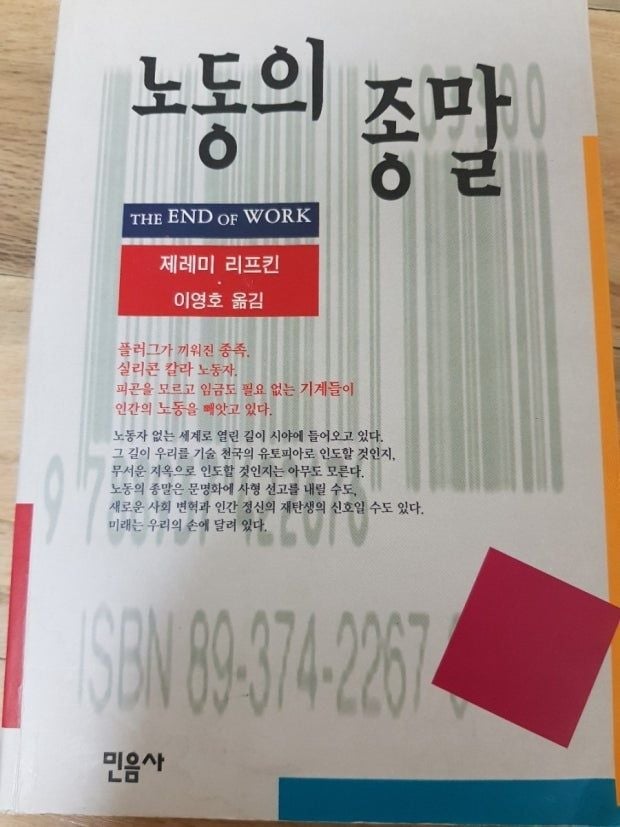 노동의 종말
THE END OF WORK
제레미 리프킨
이영호 옮김
플러그가 끼워진 종족.
실리콘 칼라 노동자.
피곤을 모르고 임금도 필요 없는 기계들이
인간의 노동을 빼앗고 있다.
노동자 없는 세계로 열린 길이 시야에 들어오고 있다.
그 길이 우리를 기술 천국의 유토피아로 인도할 것인지,
무서운 지옥으로 인도할 것인지는 아무도 모른다.
노동의 종말은 문명화에 사형 선고를 내릴 수도,
새로운 사회 변혁과 인간 정신의 재탄생의 신호일 수도 있다.
미래는 우리의 손에 달려 있다.
ISBN 89-374-2267
민음사